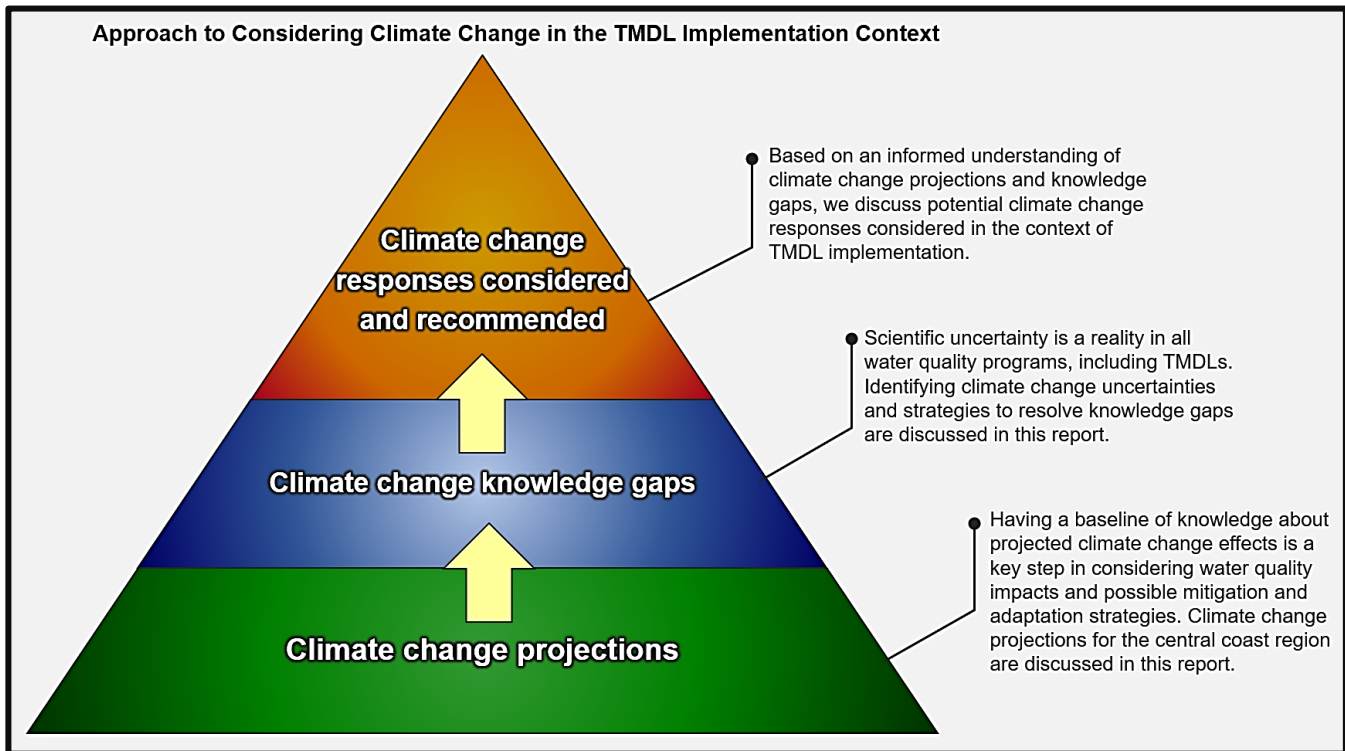 Approach to Considering Climate Change in the TMDL Implementation Context
Climate change
responses considered
and recommended
Based on an informed understanding of
climate change projections and knowledge
gaps, we discuss potential climate change
responses considered in the context of
TMDL implementation.
Climate change knowledge gaps
Scientific uncertainty is a reality in all
water quality programs, including TMDLs.
Identifying climate change uncertainties
and strategies to resolve knowledge gaps
are discussed in this report.
Climate change projections
Having a baseline of knowledge about
projected climate change effects is a
key step in considering water quality
impacts and possible mitigation and
adaptation strategies. Climate change
projections for the central coast region
are discussed in this report.